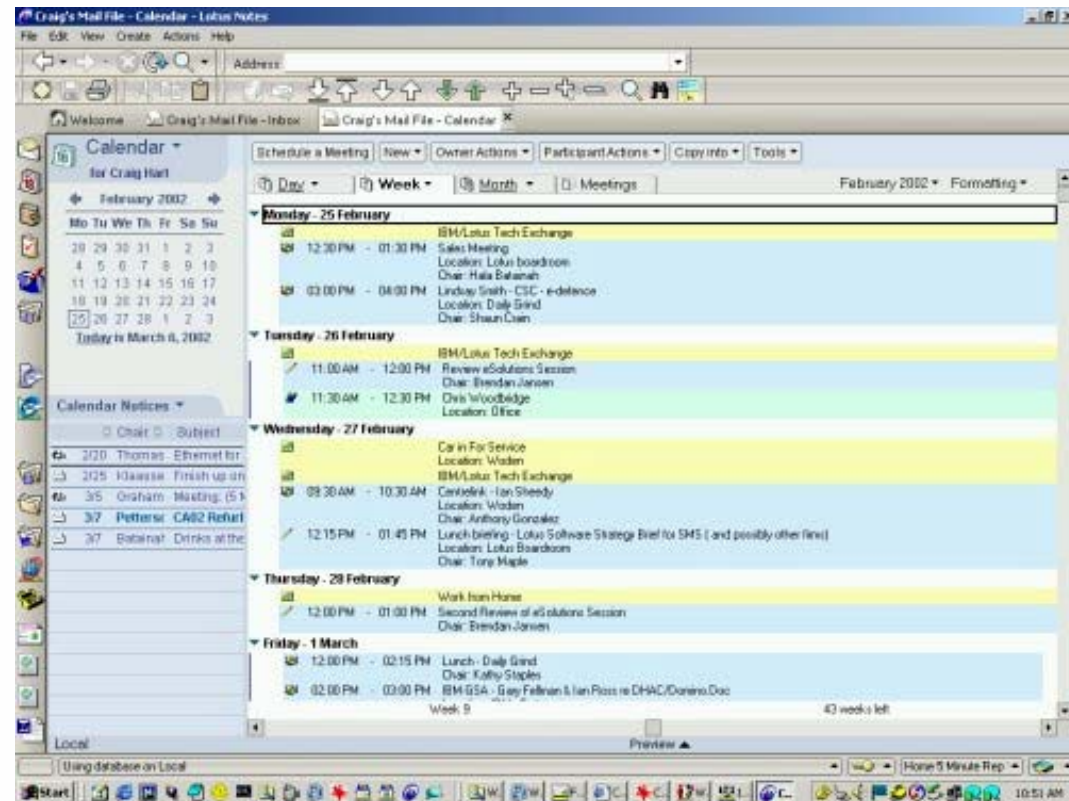 Craig's Mail File - Calendar - Lotus Notes
File Edit View Create Actions Help
Address
Welcome Craig's Mail File - Inbox Craig's Mail File - Calendar
Calendar
for Craig Hart
February 2002
Mo Tu We Th Fr Sa Su
28 29 30 31 1 2 3
4 5 6 7 8 9 10
11 12 13 14 15 16 17
18 19 20 21 22 23 24
25 26 27 28 1 2 3
Today is March 8, 2002
Calendar Notices
Chair Subject
2/20 Thomas Ethernet for
2/25 Klaasse Finish up on
3/5 Graham Meeting: (5
3/7 Petterse CA02 Refurl
3/7 Batainat Drinks at the
Schedule a Meeting New Owner Actions Participant Actions Copy into Tools
Day Week Month Meetings February 2002 Formatting
Monday - 25 February
IBM/Lotus Tech Exchange
12:30 PM - 01:30 PM Sales Meeting
Location: Lotus boardroom
Chair: Hala Batainah
03:00 PM - 04:00 PM Lindsay Smith - CSC - e-defence
Location: Daily Grind
Chair: Shaun Crain
Tuesday - 26 February
IBM/Lotus Tech Exchange
11:00 AM - 12:00 PM Review eSolutions Session
Chair: Brendan Jansen
11:30 AM - 12:30 PM Chris Woodbridge
Location: Office
Wednesday - 27 February
Car in For Service
Location: Woden
IBM/Lotus Tech Exchange
09:30 AM - 10:30 AM Centrelink - Ian Sheedy
Location: Woden
Chair: Anthony Gonzalez
12:15 PM - 01:45 PM Lunch briefing - Lotus Software Strategy Brief for SMS ( and possibly other firms)
Location: Lotus Boardroom
Chair: Tony Maple
Thursday - 28 February
Work from Home
12:00 PM - 01:00 PM Second Review of eSolutions Session
Chair: Brendan Jansen
Friday - 1 March
12:00 PM - 02:15 PM Lunch - Daily Grind
Chair: Kathy Staples
02:00 PM - 03:00 PM IBM GSA - Gary Fellman & Ian Ross re DHAC/Domino.Doc
Week 9 43 weeks left
Local Preview
Using database on Local Home 5 Minute Rep
Start 10:51 AM